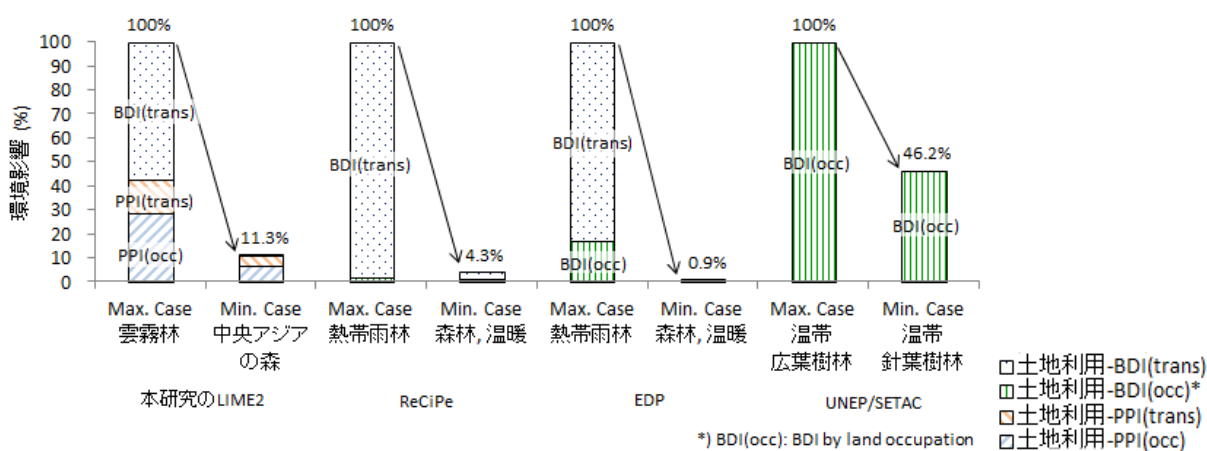 100%
100%
100%
100%
環境影響 (%)
100
90
80
70
60
50
40
30
20
10
0
BDI(trans)
PPI(trans)
PPI(occ)
11.3%
BDI(trans)
4.3%
BDI(trans)
BDI(occ)
0.9%
BDI(occ)
46.2%
BDI(occ)
Max. Case
雲霧林
Min. Case
中央アジア
の森
Max. Case
熱帯雨林
Min. Case
森林, 温暖
Max. Case
熱帯雨林
Min. Case
森林, 温暖
Max. Case
温帯
広葉樹林
Min. Case
温帯
針葉樹林
本研究のLIME2
ReCiPe
EDP
UNEP/SETAC
土地利用-BDI(trans)
土地利用-BDI(occ)*
土地利用-PPI(trans)
土地利用-PPI(occ)
*) BDI(occ): BDI by land occupation